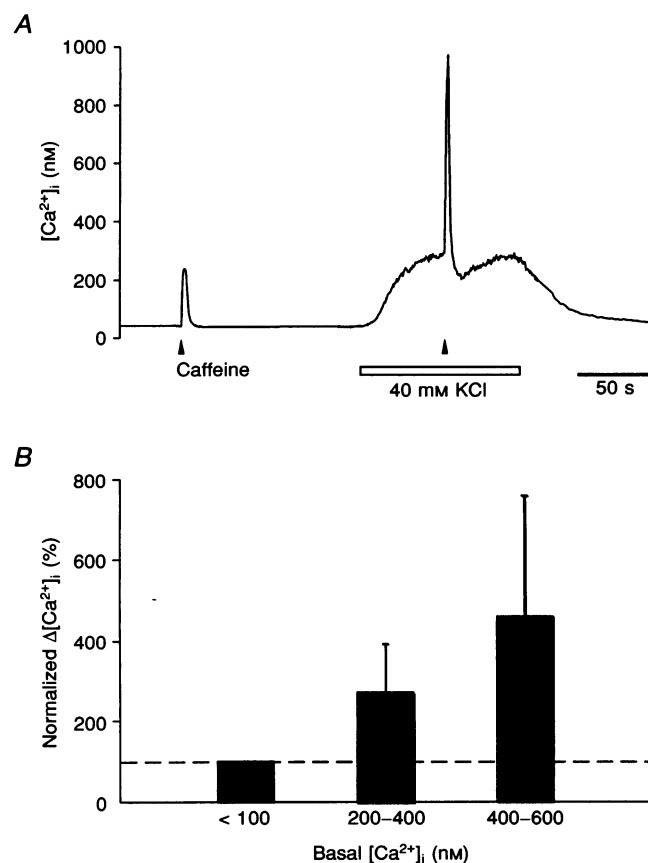 A
1000
800
600
400
200
0
[Ca²⁺]ᵢ (nM)
Caffeine
40 mM KCl
50 s
B
800
600
400
200
0
Normalized Δ[Ca²⁺]ᵢ (%)
< 100
200–400
400–600
Basal [Ca²⁺]ᵢ (nM)